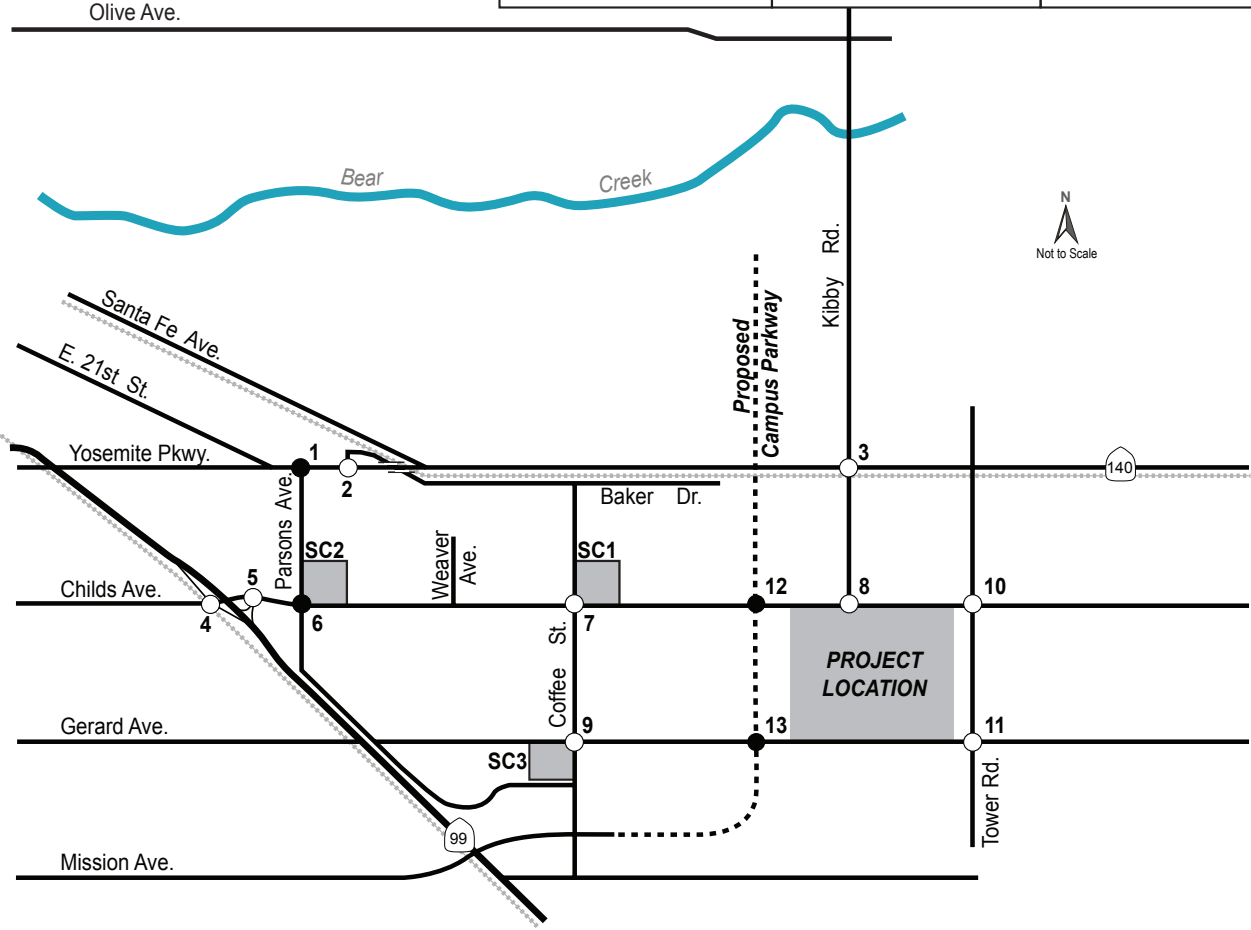 Olive Ave.
Bear Creek
N
Not to Scale
Kibby Rd.
Santa Fe Ave.
E. 21st St.
Proposed
Campus Parkway
Yosemite Pkwy.
1
2
3
140
Baker Dr.
Parsons Ave.
SC2
Weaver
Ave.
SC1
Childs Ave.
4
5
6
7
12
8
10
Coffee St.
PROJECT
LOCATION
Gerard Ave.
9
13
11
SC3
Tower Rd.
99
Mission Ave.